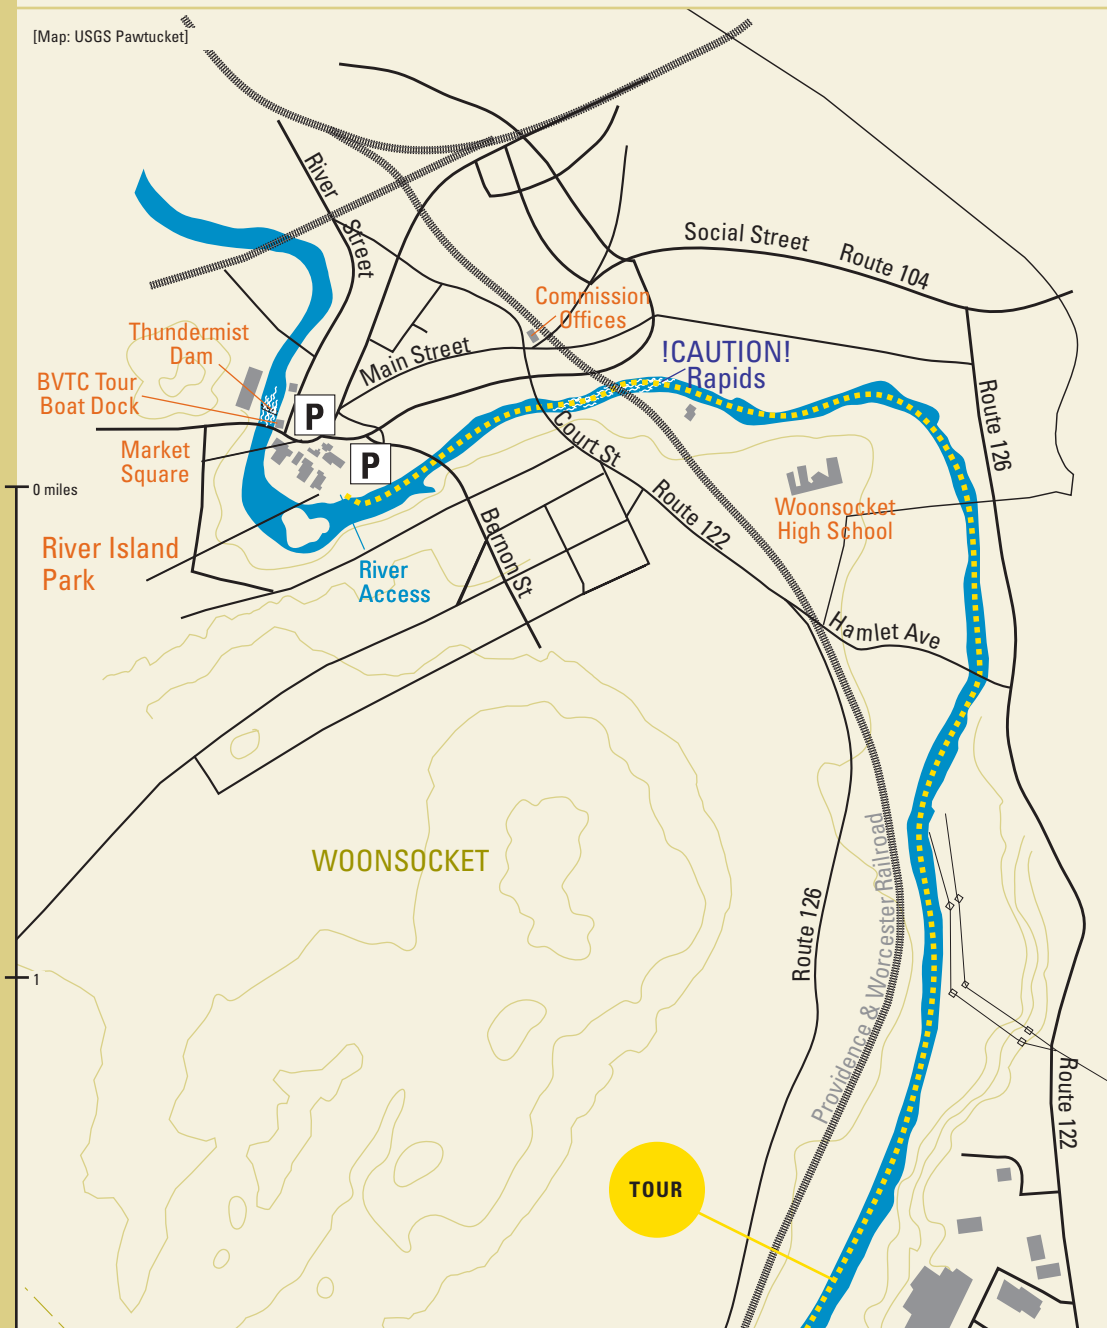 [Map: USGS Pawtucket]
River Street
Social Street
Route 104
Commission
Offices
Thundermist
Dam
Main Street
!CAUTION!
Rapids
BVTC Tour
Boat Dock
P
Route 126
Market
Square
Court St
P
0 miles
Route 122
Woonsocket
High School
Bernon St
River Island
Park
River
Access
Hamlet Ave
WOONSOCKET
Providence & Worcester Railroad
Route 126
1
Route 122
TOUR